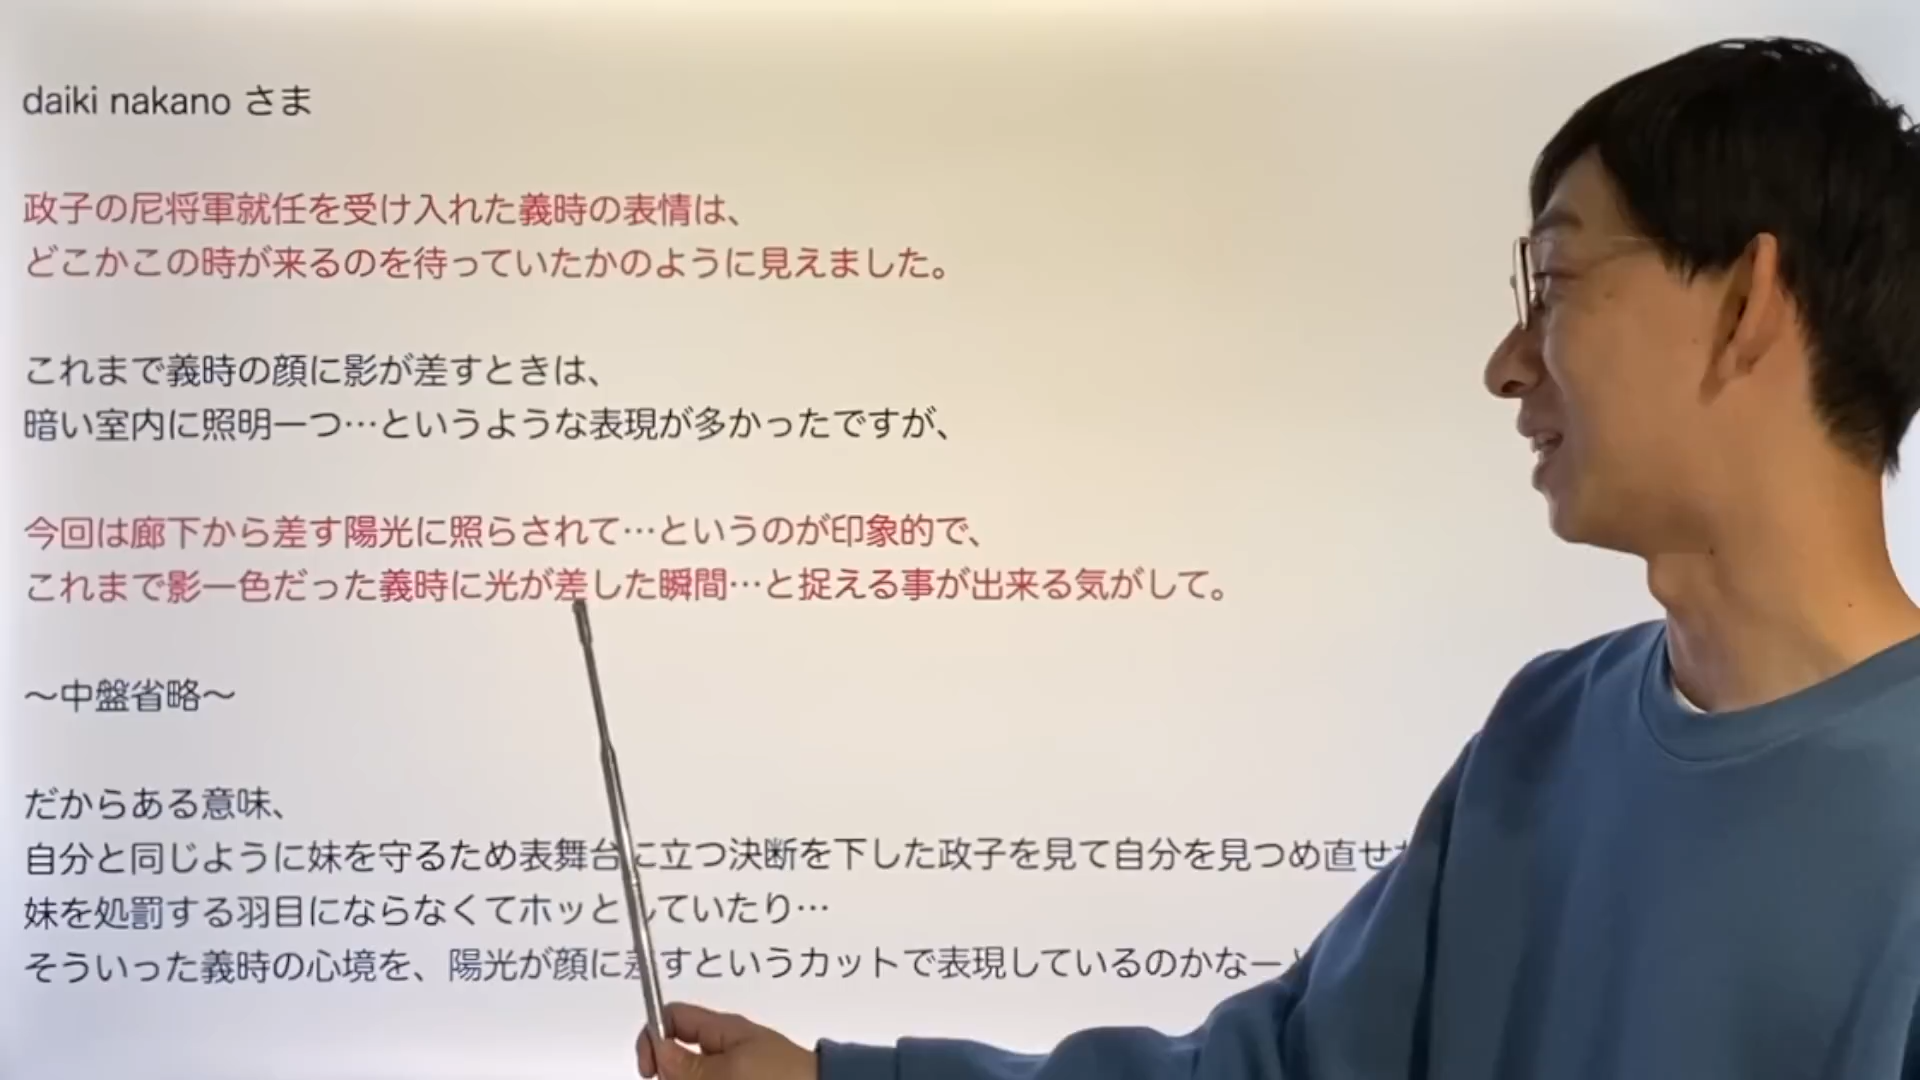 daiki nakano さま
政子の尼将軍就任を受け入れた義時の表情は、
どこかこの時が来るのを待っていたかのように見えました。
これまで義時の顔に影が差すときは、
暗い室内に照明一つ…というような表現が多かったですが、
今回は廊下から差す陽光に照らされて…というのが印象的で、
これまで影一色だった義時に光が差した瞬間…と捉える事が出来る気がして。
〜中盤省略〜
だからある意味、
自分と同じように妹を守るため表舞台に立つ決断を下した政子を見て自分を見つめ直せ
妹を処罰する羽目にならなくてホッとしていたり…
そういった義時の心境を、陽光が顔に差すというカットで表現しているのかなー